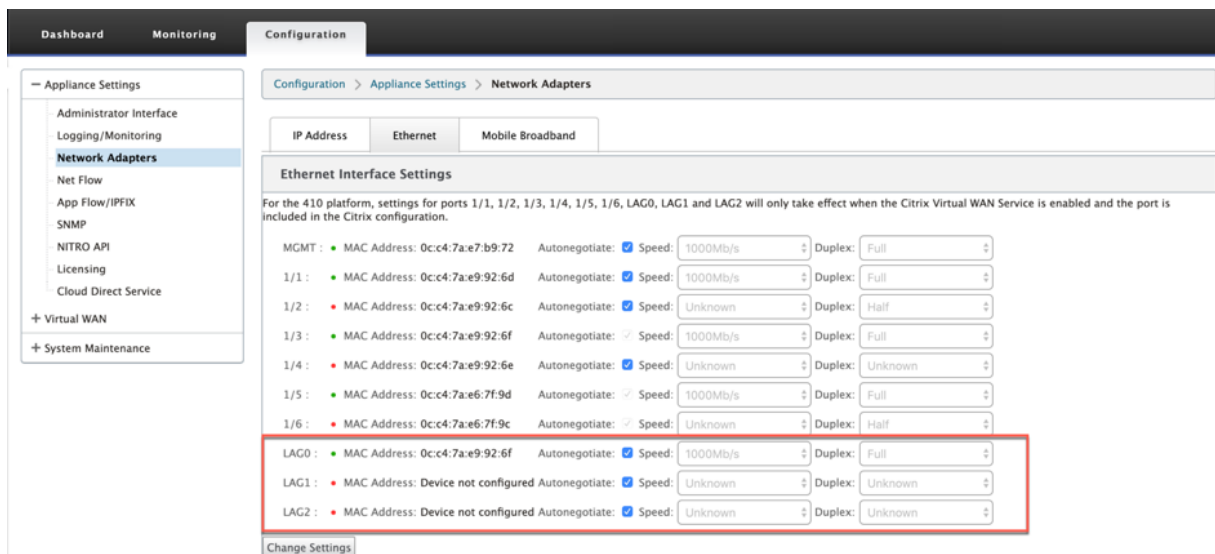 Dashboard Monitoring Configuration
— Appliance Settings
Administrator Interface
Logging/Monitoring
Network Adapters
Net Flow
App Flow/IPFIX
SNMP
NITRO API
Licensing
Cloud Direct Service
+ Virtual WAN
+ System Maintenance
Configuration > Appliance Settings > Network Adapters
IP Address Ethernet Mobile Broadband
Ethernet Interface Settings
For the 410 platform, settings for ports 1/1, 1/2, 1/3, 1/4, 1/5, 1/6, LAG0, LAG1 and LAG2 will only take effect when the Citrix Virtual WAN Service is enabled and the port is
included in the Citrix configuration.
MGMT : MAC Address: 0c:c4:7a:e7:b9:72 Autonegotiate: Speed: 1000Mb/s Duplex: Full
1/1 : MAC Address: 0c:c4:7a:e9:92:6d Autonegotiate: Speed: 1000Mb/s Duplex: Full
1/2 : MAC Address: 0c:c4:7a:e9:92:6c Autonegotiate: Speed: Unknown Duplex: Half
1/3 : MAC Address: 0c:c4:7a:e9:92:6f Autonegotiate: Speed: 1000Mb/s Duplex: Full
1/4 : MAC Address: 0c:c4:7a:e9:92:6e Autonegotiate: Speed: Unknown Duplex: Unknown
1/5 : MAC Address: 0c:c4:7a:e6:7f:9d Autonegotiate: Speed: 1000Mb/s Duplex: Full
1/6 : MAC Address: 0c:c4:7a:e6:7f:9c Autonegotiate: Speed: Unknown Duplex: Half
LAG0 : MAC Address: 0c:c4:7a:e9:92:6f Autonegotiate: Speed: 1000Mb/s Duplex: Full
LAG1 : MAC Address: Device not configured Autonegotiate: Speed: Unknown Duplex: Unknown
LAG2 : MAC Address: Device not configured Autonegotiate: Speed: Unknown Duplex: Unknown
Change Settings